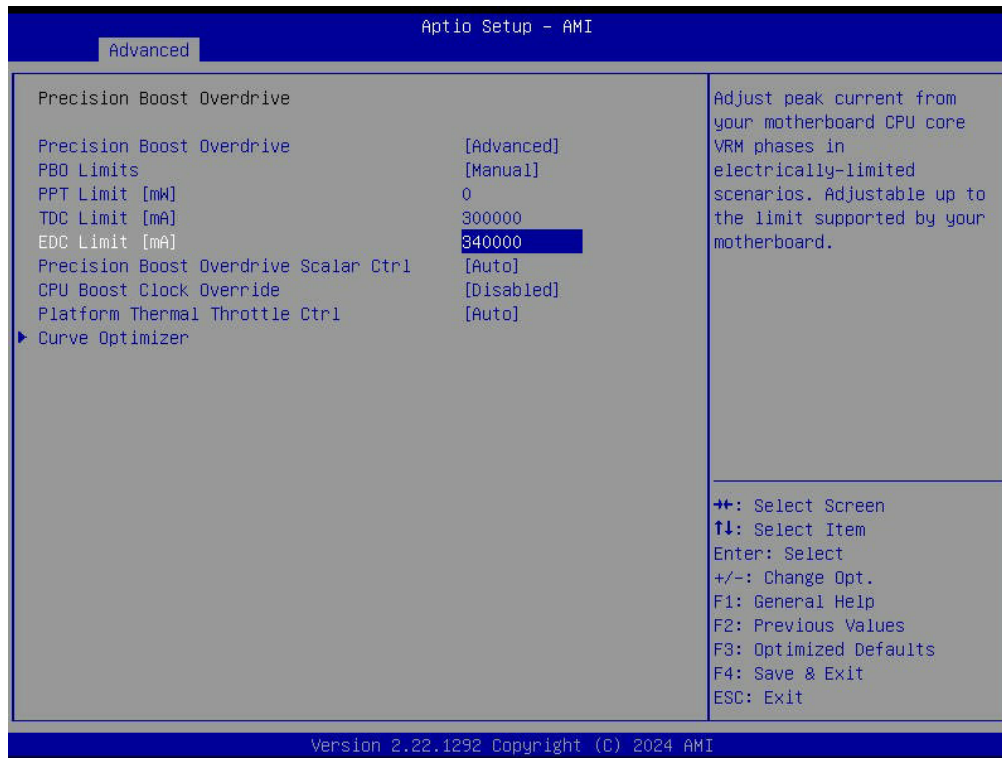 Aptio Setup - AMI
Advanced
Precision Boost Overdrive
Precision Boost Overdrive [Advanced]
PBO Limits [Manual]
PPT Limit [mW] 0
TDC Limit [mA] 300000
EDC Limit [mA] 340000
Precision Boost Overdrive Scalar Ctrl [Auto]
CPU Boost Clock Override [Disabled]
Platform Thermal Throttle Ctrl [Auto]
Curve Optimizer
Adjust peak current from
your motherboard CPU core
VRM phases in
electrically-limited
scenarios. Adjustable up to
the limit supported by your
motherboard.
→←: Select Screen
↑↓: Select Item
Enter: Select
+/-: Change Opt.
F1: General Help
F2: Previous Values
F3: Optimized Defaults
F4: Save & Exit
ESC: Exit
Version 2.22.1292 Copyright (C) 2024 AMI